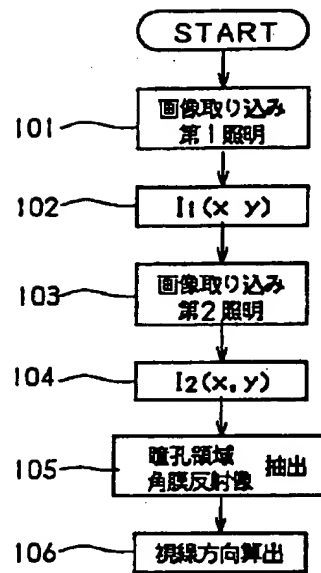 START
101
画像取り込み
第1照明
102
I1(x y)
103
画像取り込み
第2照明
104
I2(x,y)
105
瞳孔領域 抽出
角膜反射像
106
視線方向算出